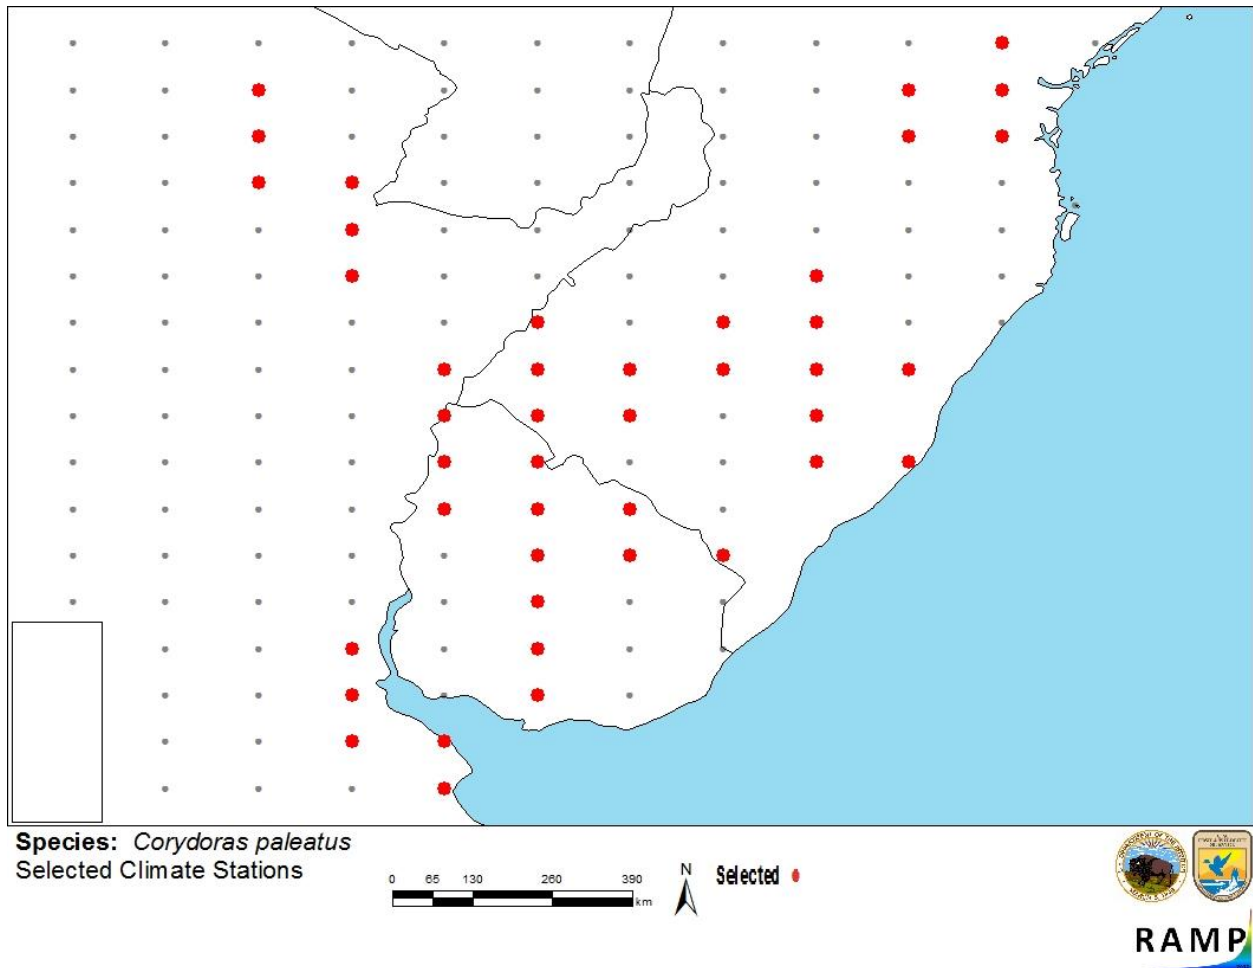 Species: Corydoras paleatus
Selected Climate Stations
0 65 130 260 390
km
N
Selected
RAMP